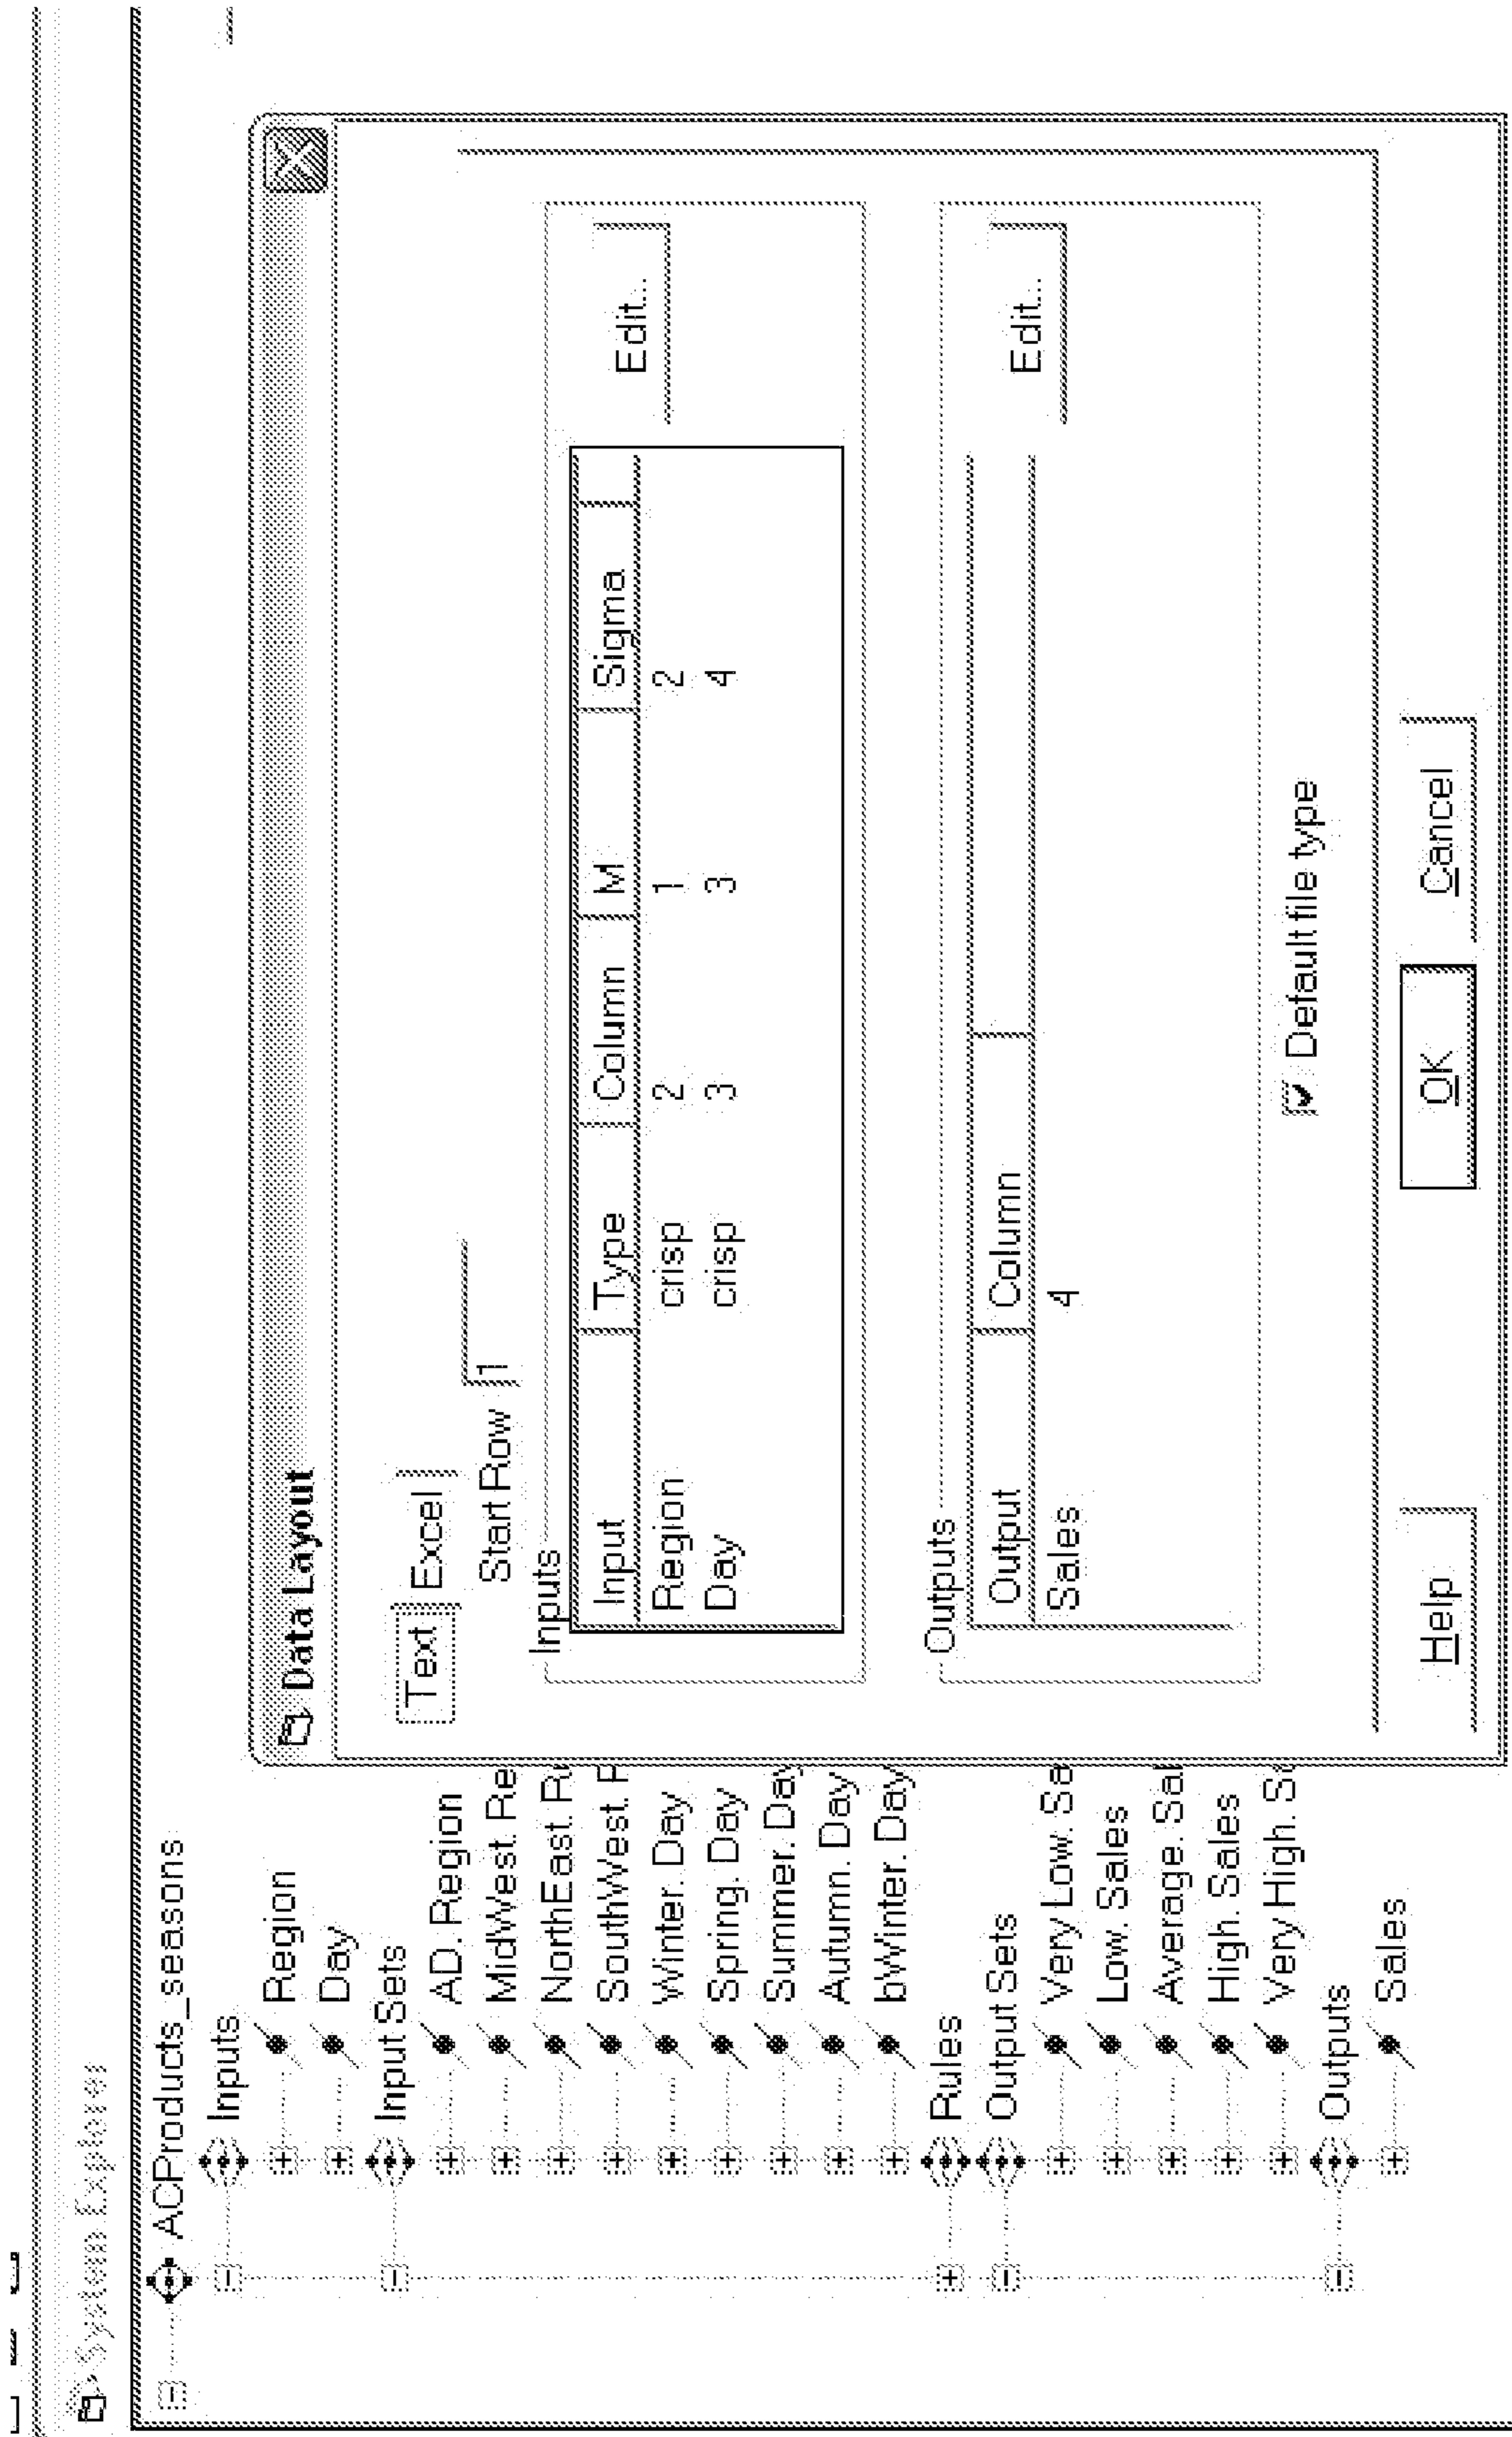 System Explorer
ACProducts_seasons
Inputs
Region
Day
Input Sets
AD. Region
MidWest. Re
NorthEast. R
SouthWest.
Winter. Day
Spring. Day
Summer. Day
Autumn. Day
bWinter. Day
Rules
Output Sets
Very Low. Sa
Low. Sales
Average. Sal
High. Sales
Very High. S
Outputs
Sales
Data Layout
Text Excel
Start Row 1
Inputs
Input Type Column M Sigma
Region crisp 2 1 2
Day crisp 3 3 4
Edit...
Outputs
Output Column
Sales 4
Edit...
Default file type
Help OK Cancel